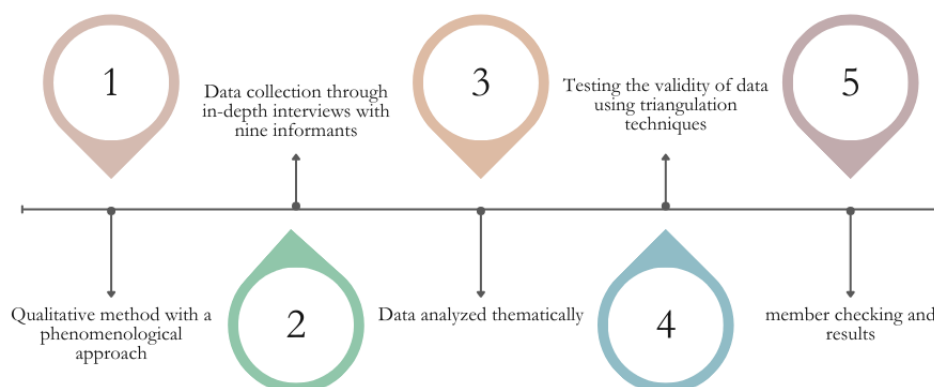 1
Qualitative method with a
phenomenological
approach
Data collection through
in-depth interviews with
nine informants
2
3
Data analyzed thematically
Testing the validity of data
using triangulation
techniques
4
5
member checking and
results